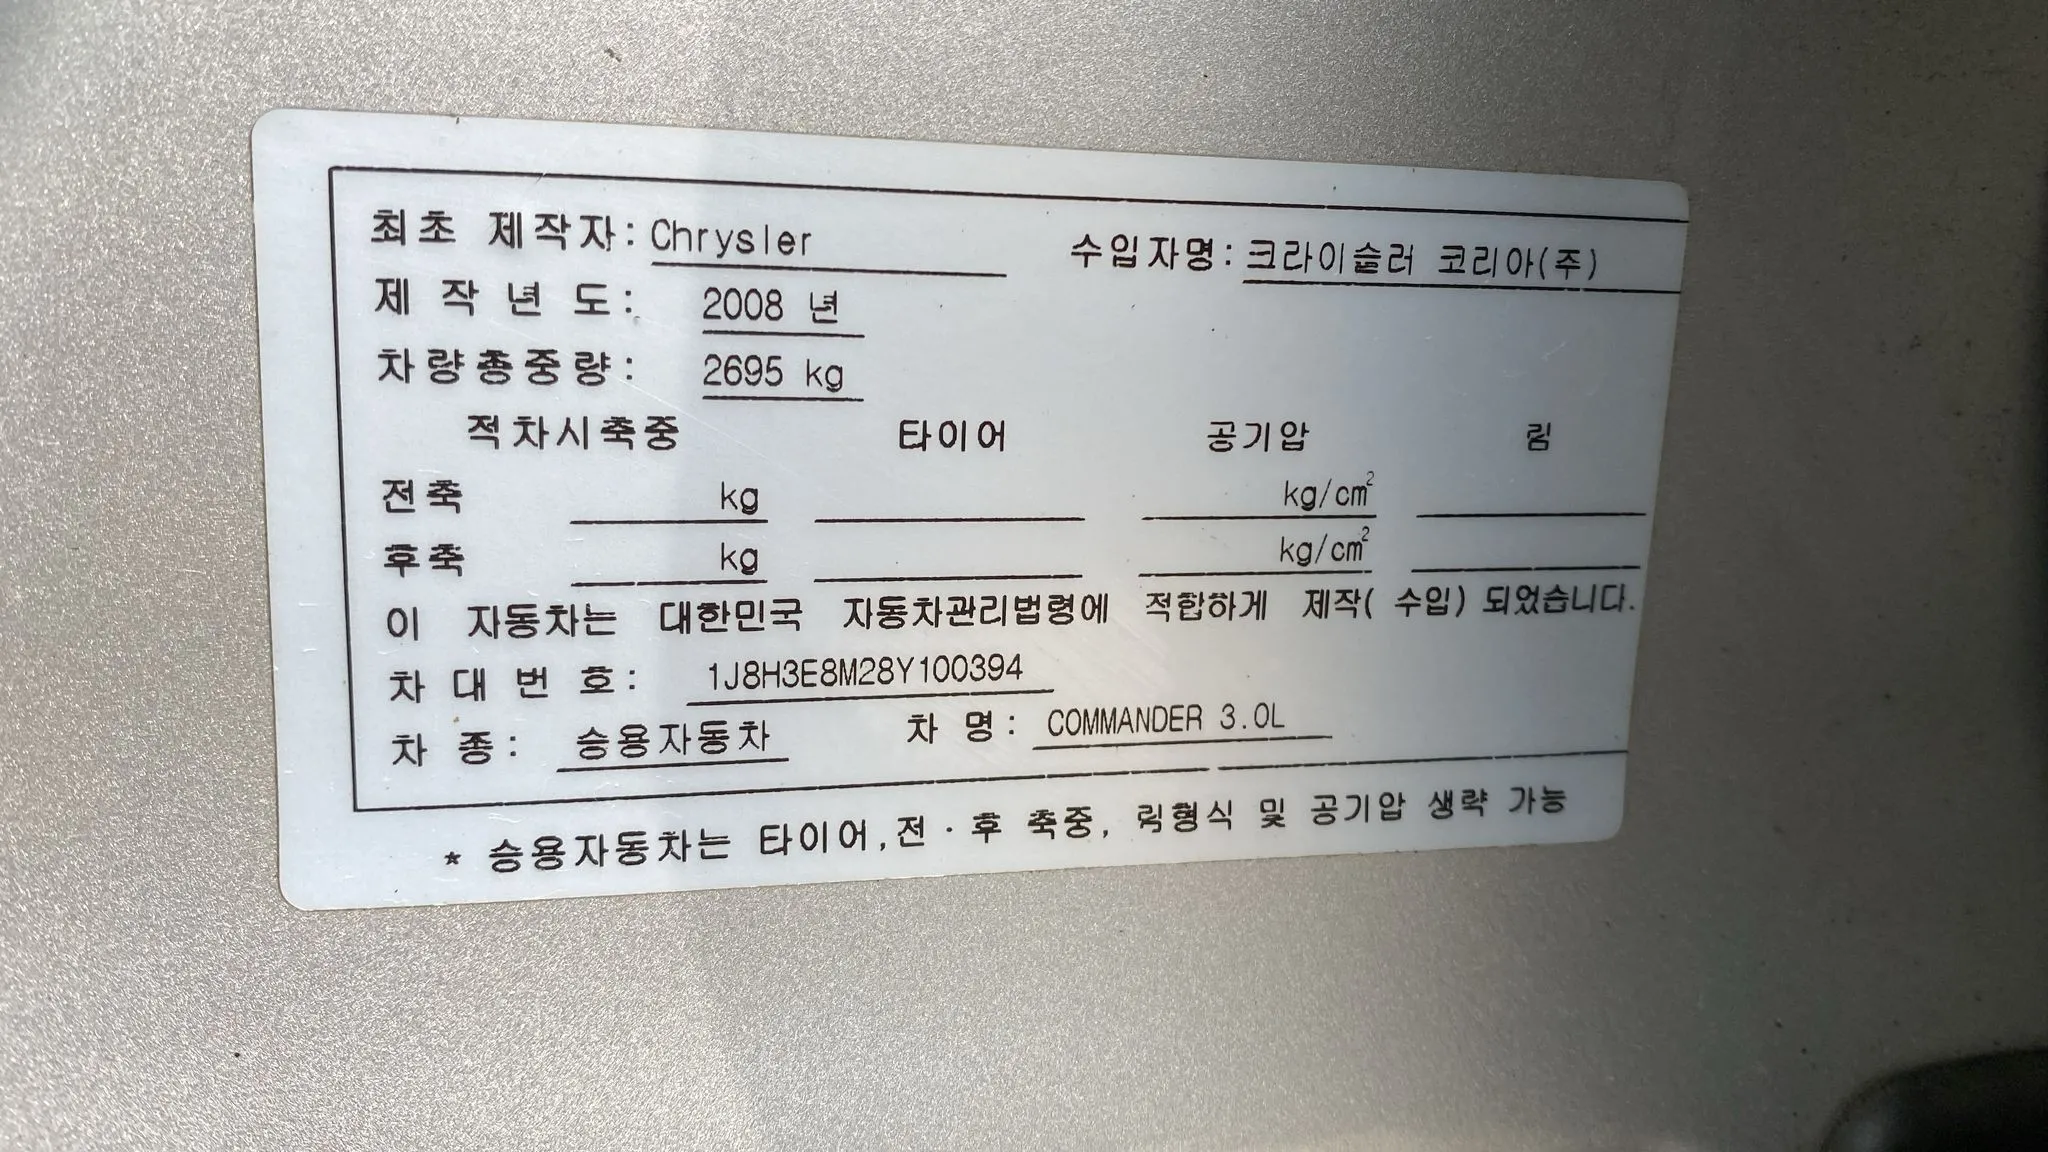 최초 제작자: Chrysler 수입자명: 크라이슬러 코리아(주)
제 작 년 도: 2008 년
차량총중량: 2695 kg
적차시축중 타이어 공기압 림
전축 kg kg/cm²
후축 kg kg/cm²
이 자동차는 대한민국 자동차관리법령에 적합하게 제작( 수입) 되었습니다.
차 대 번 호: 1J8H3E8M28Y100394
차 종: 승용자동차 차 명: COMMANDER 3.0L
* 승용자동차는 타이어,전·후 축중, 림형식 및 공기압 생략 가능